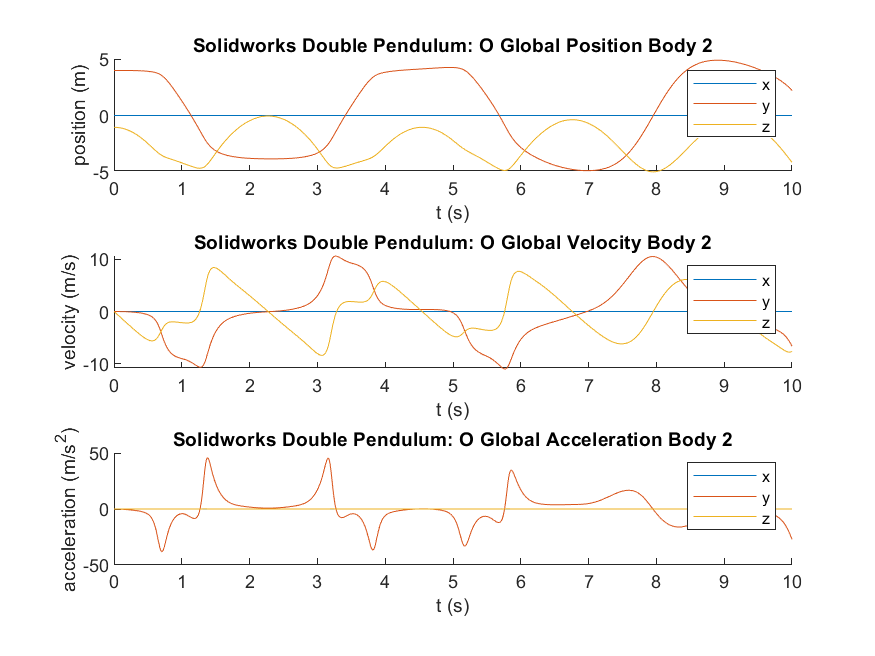 Solidworks Double Pendulum: O Global Position Body 2
position (m)
5
0
-5
x
y
z
0 1 2 3 4 5 6 7 8 9 10
t (s)
Solidworks Double Pendulum: O Global Velocity Body 2
velocity (m/s)
10
0
-10
x
y
z
0 1 2 3 4 5 6 7 8 9 10
t (s)
Solidworks Double Pendulum: O Global Acceleration Body 2
acceleration (m/s²)
50
0
-50
x
y
z
0 1 2 3 4 5 6 7 8 9 10
t (s)